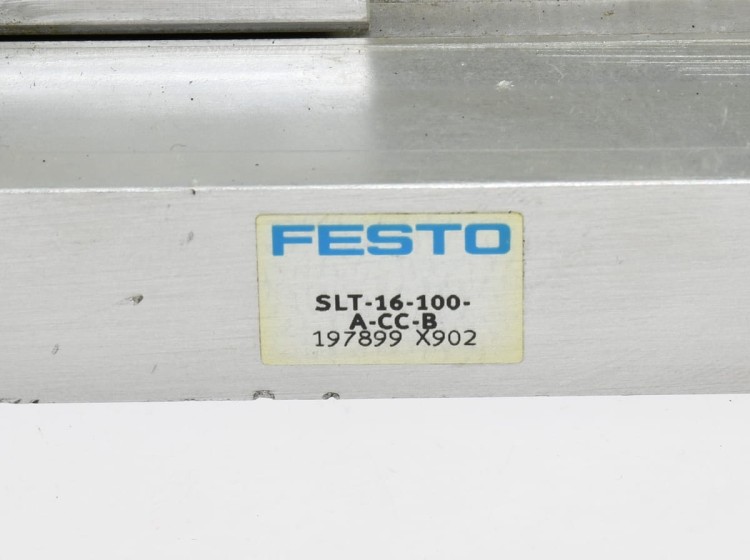 FESTO
SLT-16-100-
A-CC-B
197899 X902